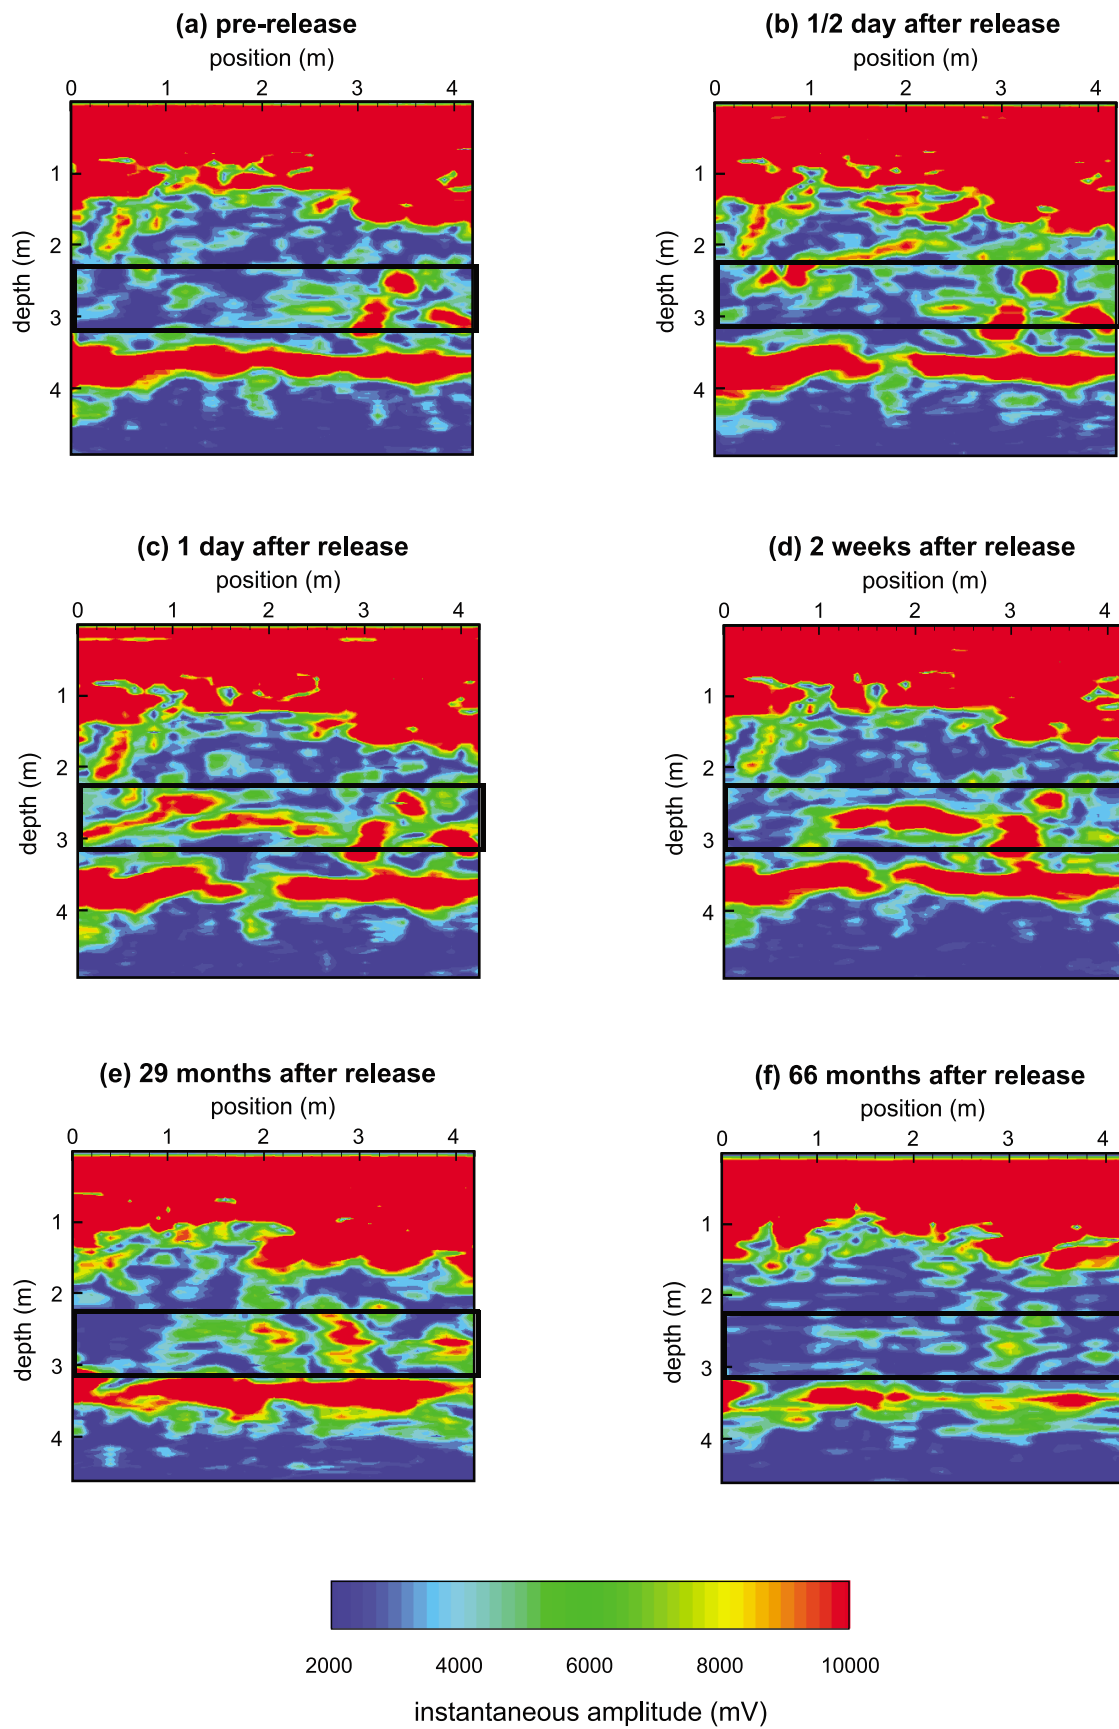 (a) pre-release
position (m)
0 1 2 3 4
1
2
3
4
depth (m)
(b) 1/2 day after release
position (m)
0 1 2 3 4
1
2
3
4
depth (m)
(c) 1 day after release
position (m)
0 1 2 3 4
1
2
3
4
depth (m)
(d) 2 weeks after release
position (m)
0 1 2 3 4
1
2
3
4
depth (m)
(e) 29 months after release
position (m)
0 1 2 3 4
1
2
3
4
depth (m)
(f) 66 months after release
position (m)
0 1 2 3 4
1
2
3
4
depth (m)
2000 4000 6000 8000 10000
instantaneous amplitude (mV)